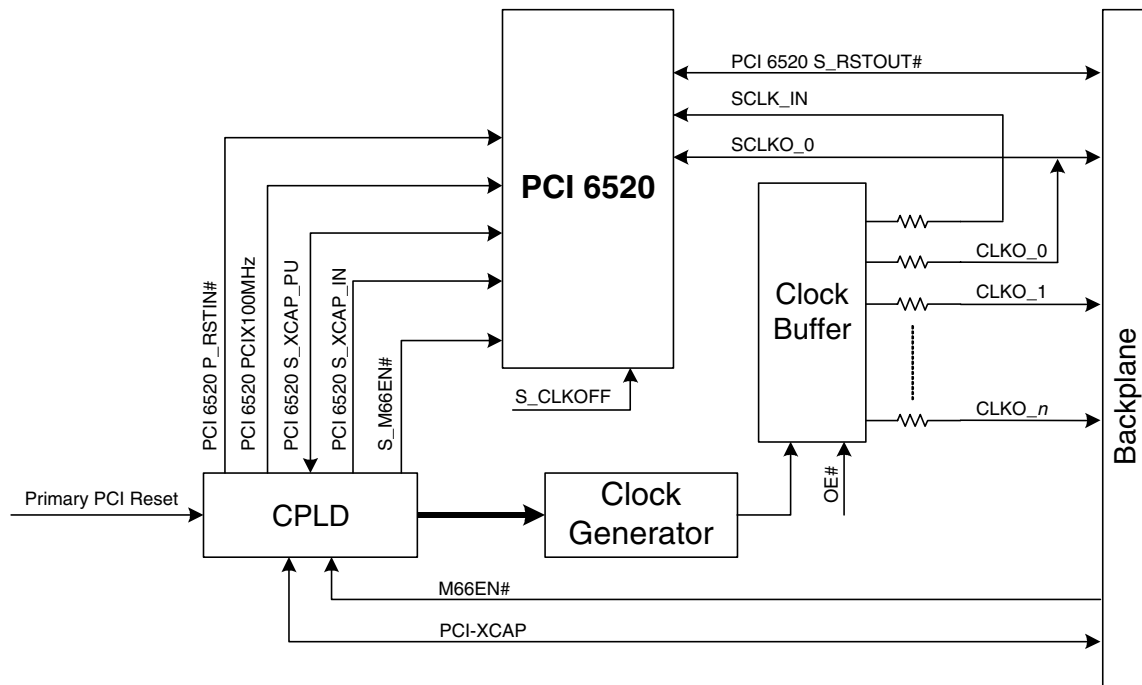 PCI 6520
PCI 6520 S_RSTOUT#
SCLK_IN
SCLKO_0
PCI 6520 P_RSTIN#
PCI 6520 PCIX100MHz
PCI 6520 S_XCAP_PU
PCI 6520 S_XCAP_IN
S_M66EN#
S_CLKOFF
Clock
Buffer
CLKO_0
CLKO_1
CLKO_n
Backplane
Primary PCI Reset
CPLD
Clock
Generator
OE#
M66EN#
PCI-XCAP